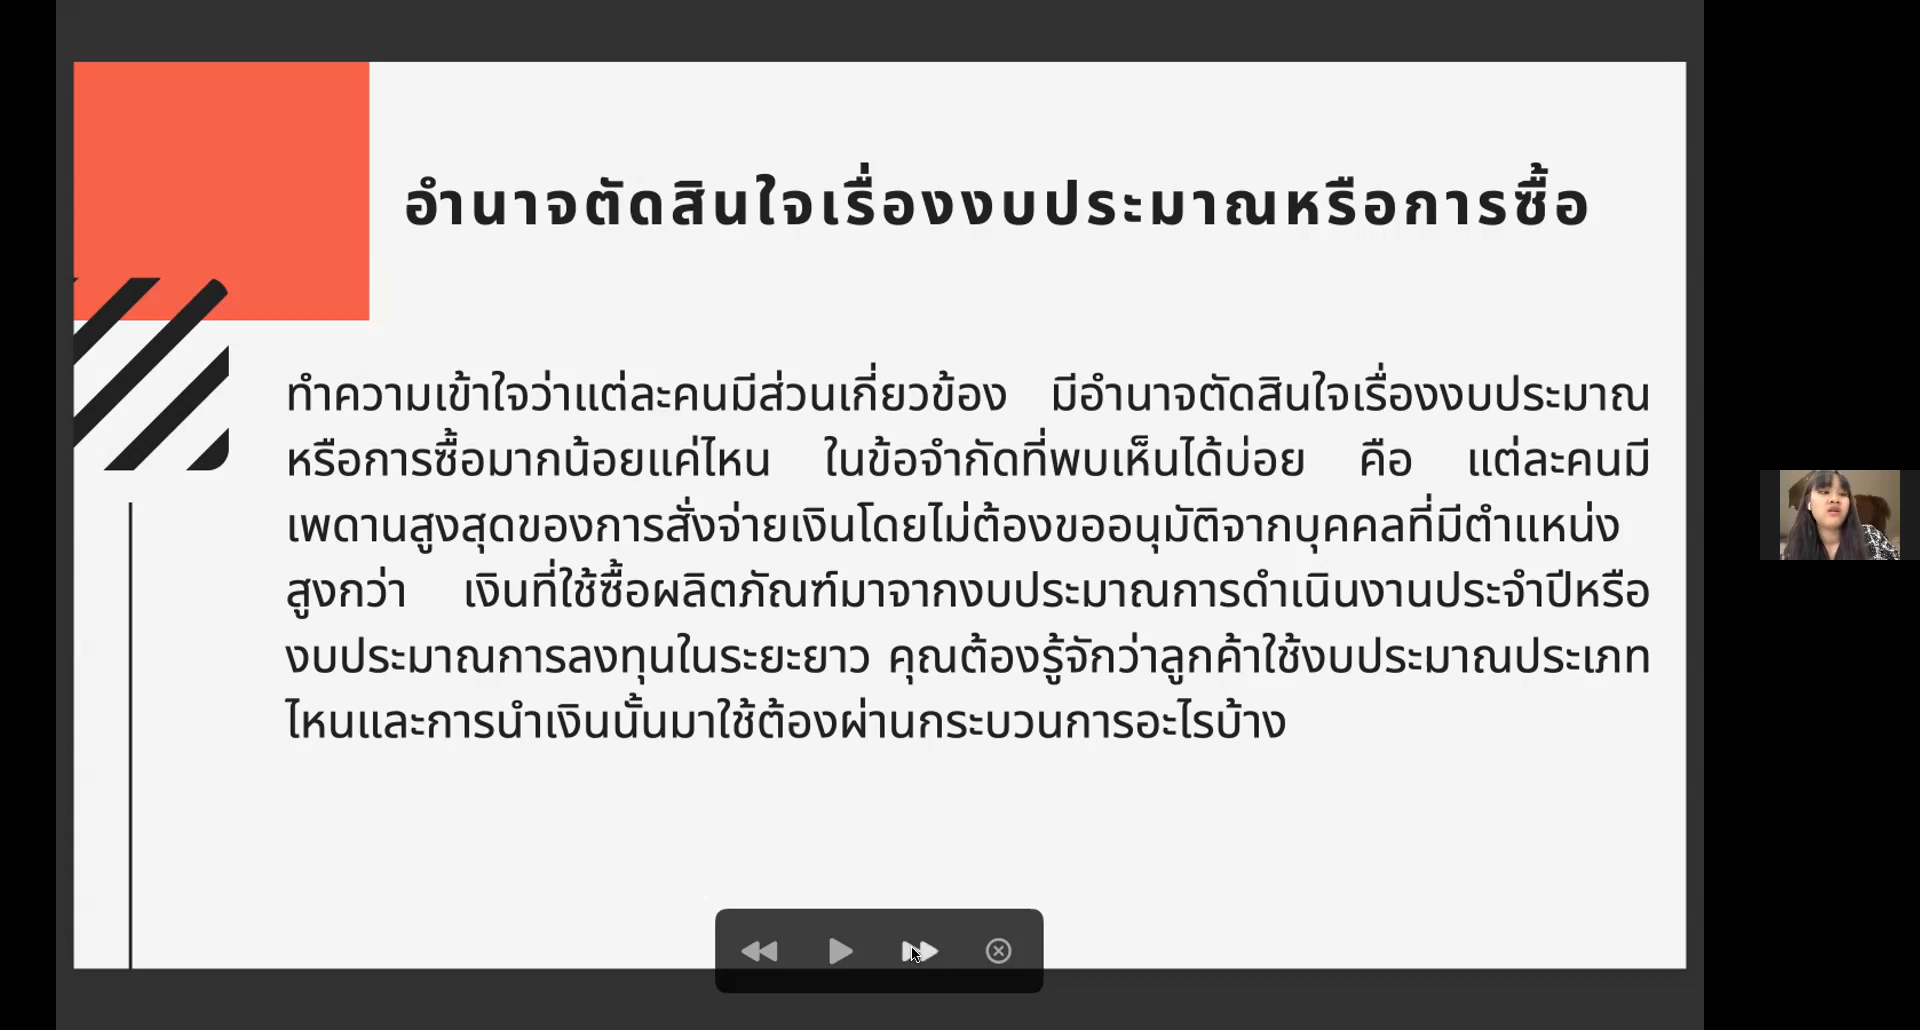 อำนาจตัดสินใจเรื่องงบประมาณหรือการซื้อ
ทำความเข้าใจว่าแต่ละคนมีส่วนเกี่ยวข้อง มีอำนาจตัดสินใจเรื่องงบประมาณ
หรือการซื้อมากน้อยแค่ไหน ในข้อจำกัดที่พบเห็นได้บ่อย คือ แต่ละคนมี
เพดานสูงสุดของการสั่งจ่ายเงินโดยไม่ต้องขออนุมัติจากบุคคลที่มีตำแหน่ง
สูงกว่า เงินที่ใช้ซื้อผลิตภัณฑ์มาจากงบประมาณการดำเนินงานประจำปีหรือ
งบประมาณการลงทุนในระยะยาว คุณต้องรู้จักว่าลูกค้าใช้งบประมาณประเภท
ไหนและการนำเงินนั้นมาใช้ต้องผ่านกระบวนการอะไรบ้าง